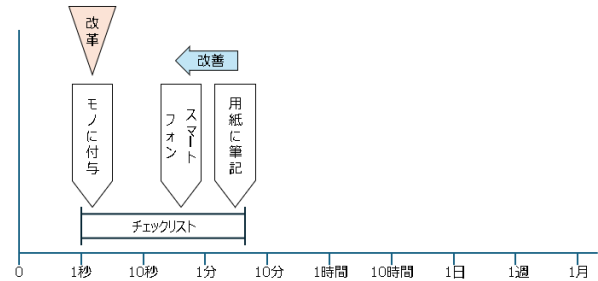 改革
改善
モノに付与
スマート
フォン
用紙に筆記
チェックリスト
0
1秒
10秒
1分
10分
1時間
10時間
1日
1週
1月